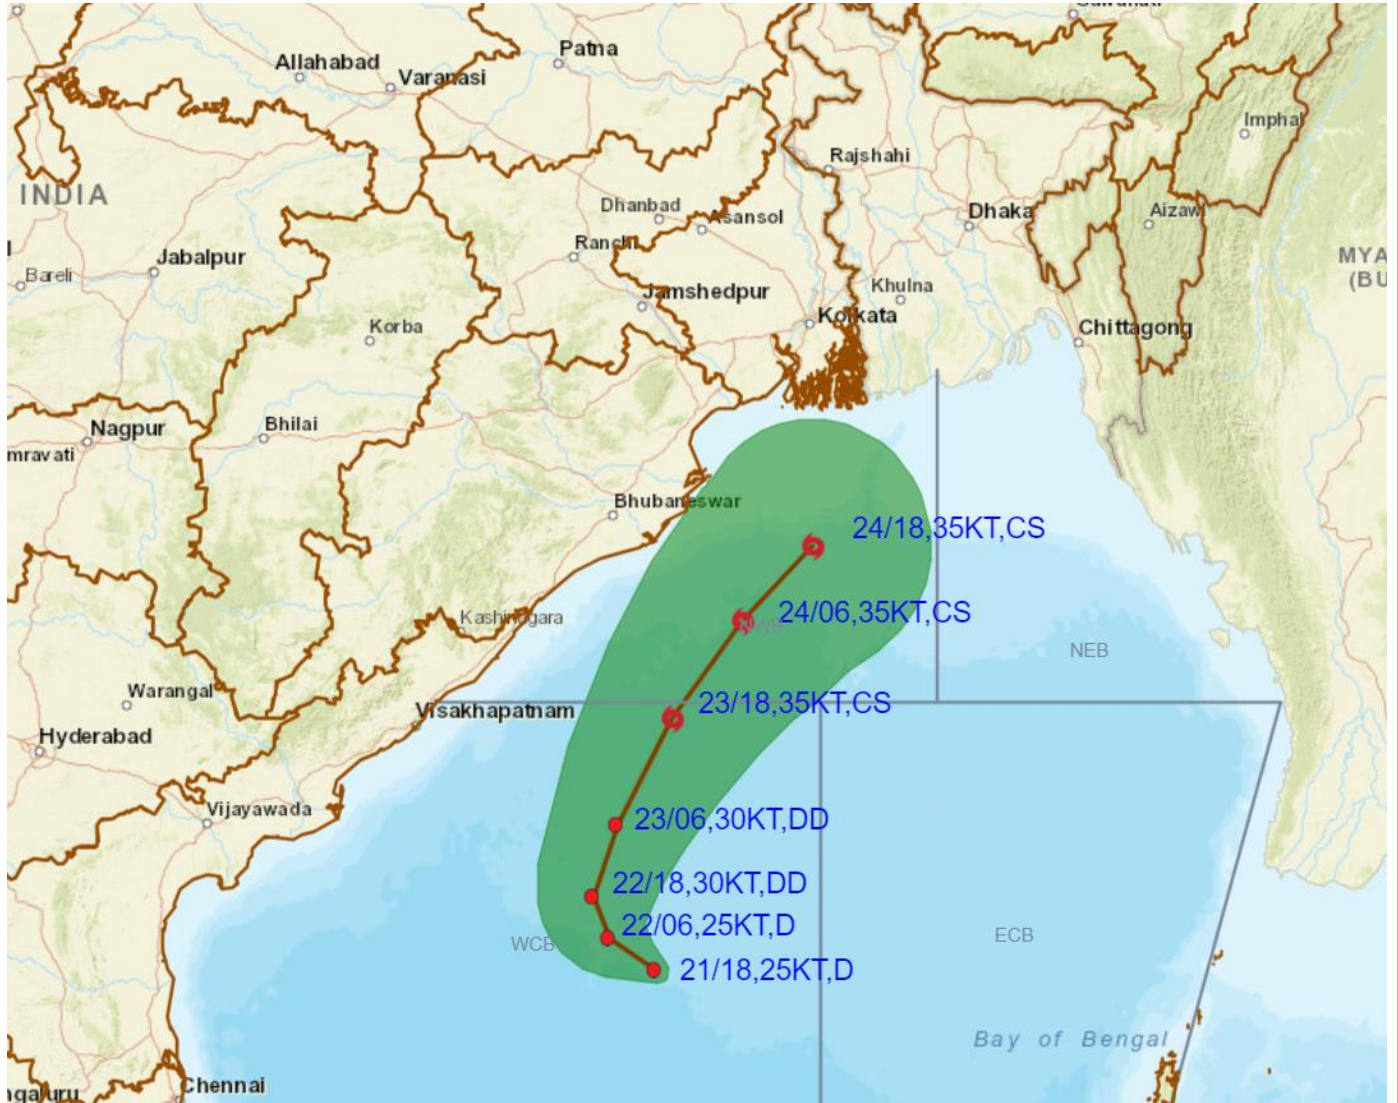 Guwahati
Patna
Allahabad
Varanasi
Imphal
Rajshahi
INDIA
Dhanbad
Asansol
Dhaka
Aizawl
Ranchi
Jabalpur
Bareli
MYA
(BU
Khulna
Jamshedpur
Kolkata
Korba
Chittagong
Bhilai
Nagpur
mravati
Bhubaneswar
24/18,35KT,CS
24/06,35KT,CS
NWB
Kashinagara
NEB
Warangal
23/18,35KT,CS
Visakhapatnam
Hyderabad
Vijayawada
23/06,30KT,DD
22/18,30KT,DD
22/06,25KT,D
WCB
ECB
21/18,25KT,D
Bay of Bengal
Chennai
ngaluru